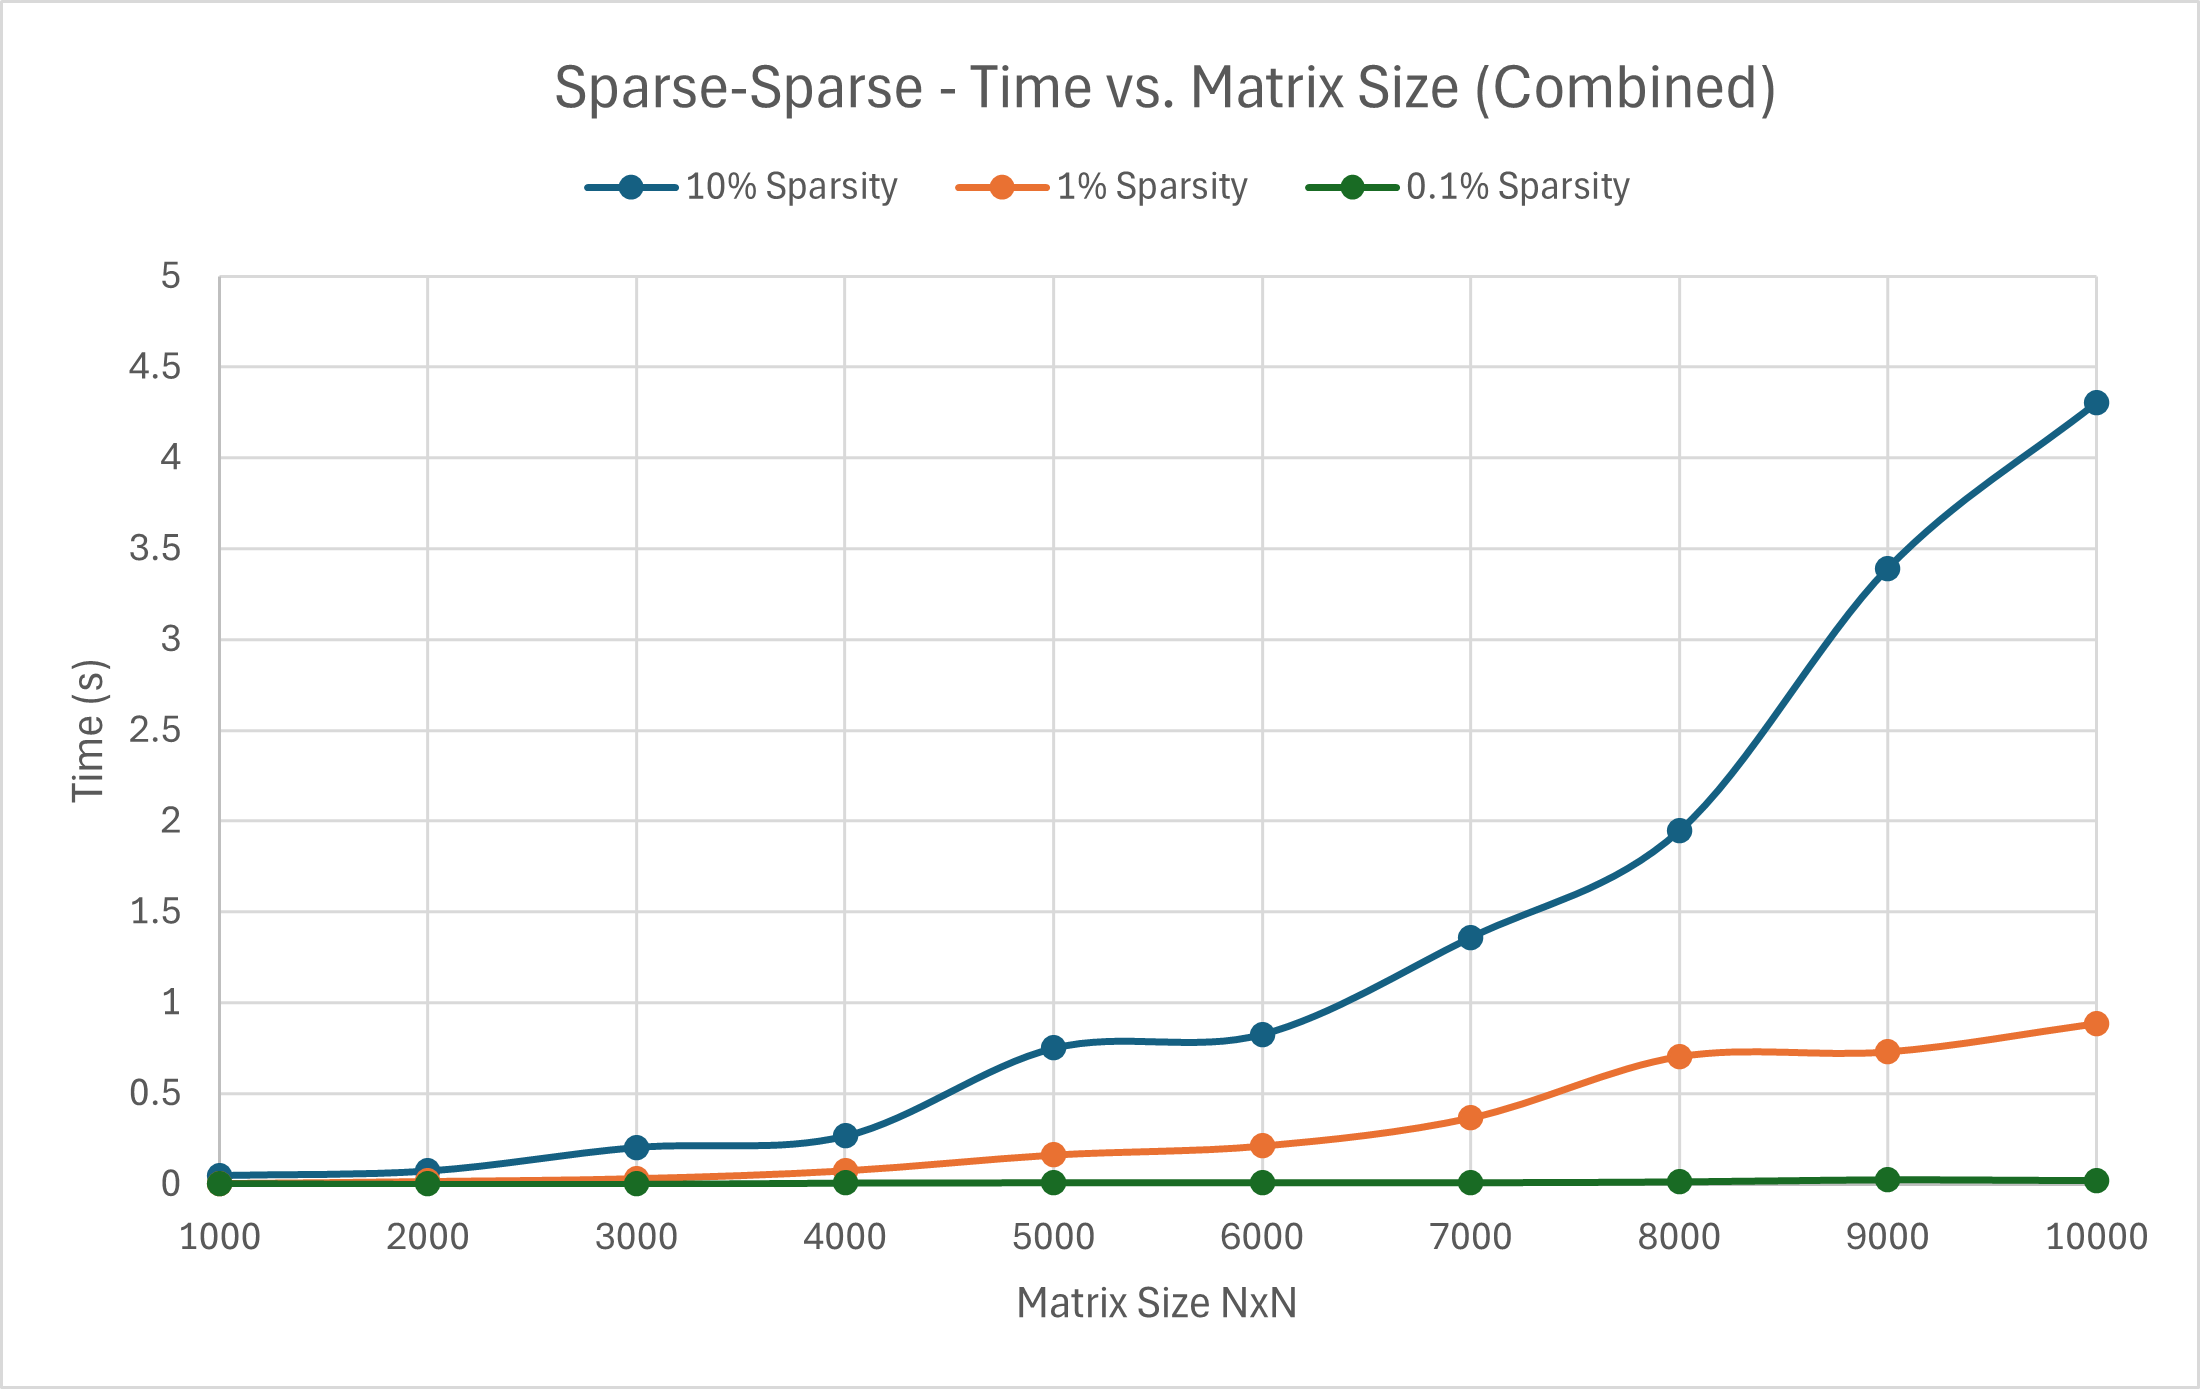 Sparse-Sparse - Time vs. Matrix Size (Combined)
10% Sparsity 1% Sparsity 0.1% Sparsity
5
4.5
4
3.5
3
2.5
2
1.5
1
0.5
0
Time (s)
1000 2000 3000 4000 5000 6000 7000 8000 9000 10000
Matrix Size NxN